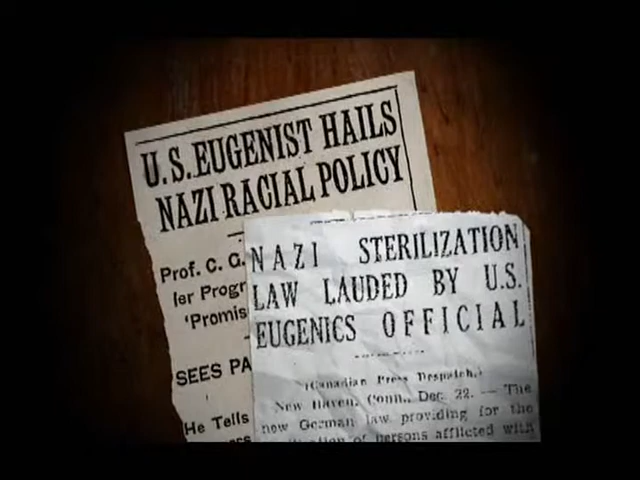 U.S. EUGENIST HAILS
NAZI RACIAL POLICY
Prof. C. G.
ler Progr
'Promis
SEES PA
He Tells
NAZI STERILIZATION
LAW LAUDED BY U.S.
EUGENICS OFFICIAL
(Canadian Press Despatch.)
New Haven, Conn., Dec. 22. — The
new German law providing for the
of persons afflicted with